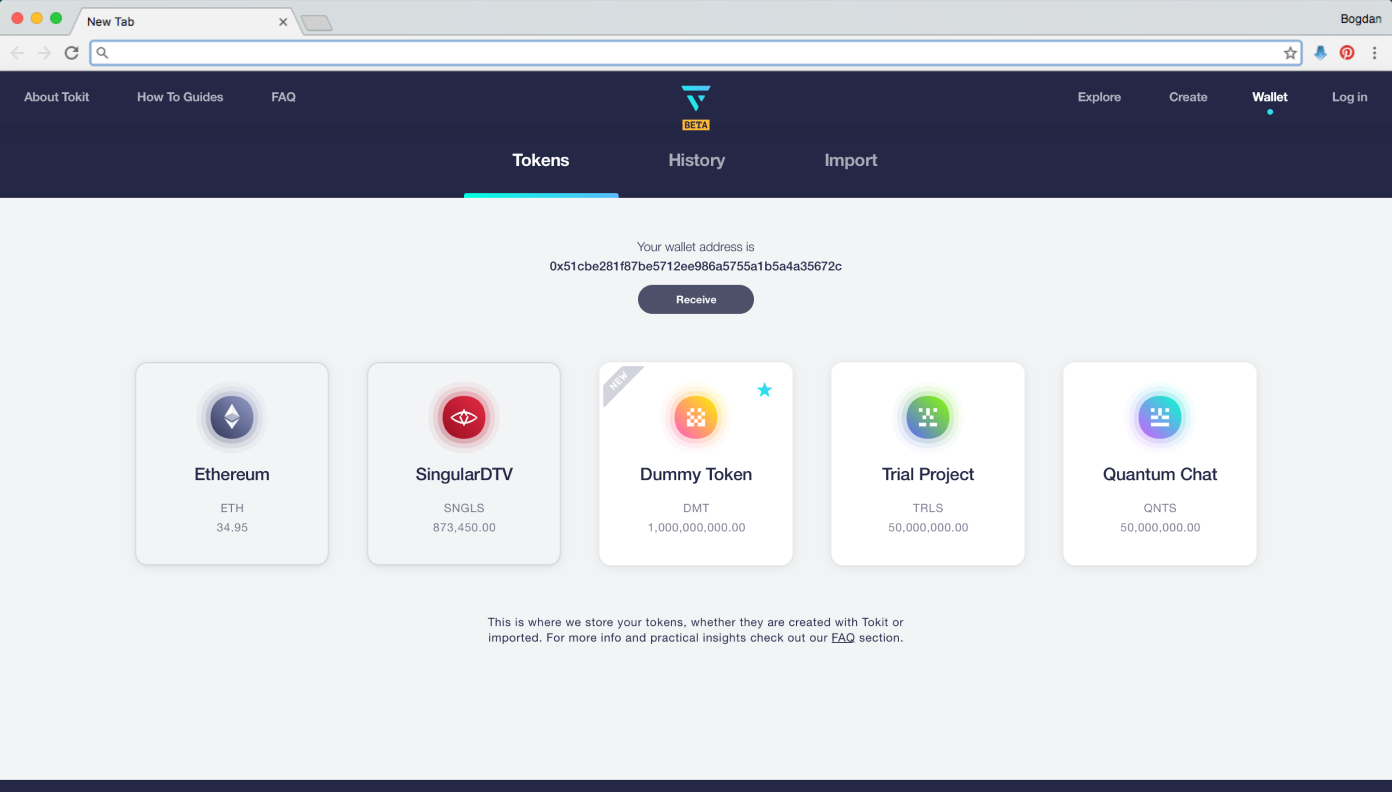 New Tab
Bogdan
About Tokit
How To Guides
FAQ
BETA
Explore
Create
Wallet
Log in
Tokens
History
Import
Your wallet address is
0x51cbe281f87be5712ee986a5755a1b5a4a35672c
Receive
Ethereum
ETH
34.95
SingularDTV
SNGLS
873,450.00
NEW
Dummy Token
DMT
1,000,000,000.00
Trial Project
TRLS
50,000,000.00
Quantum Chat
QNTS
50,000,000.00
This is where we store your tokens, whether they are created with Tokit or
imported. For more info and practical insights check out our FAQ section.